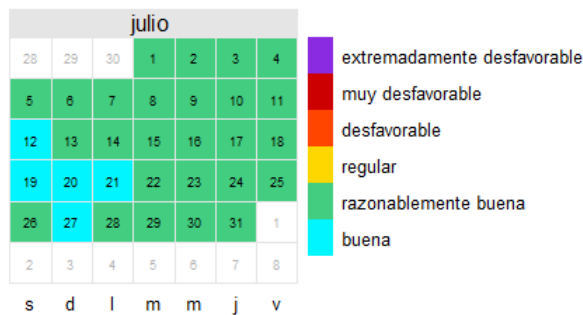 julio
28 29 30 1 2 3 4
5 6 7 8 9 10 11
12 13 14 15 16 17 18
19 20 21 22 23 24 25
26 27 28 29 30 31 1
2 3 4 5 6 7 8
s d l m m j v
extremadamente desfavorable
muy desfavorable
desfavorable
regular
razonablemente buena
buena